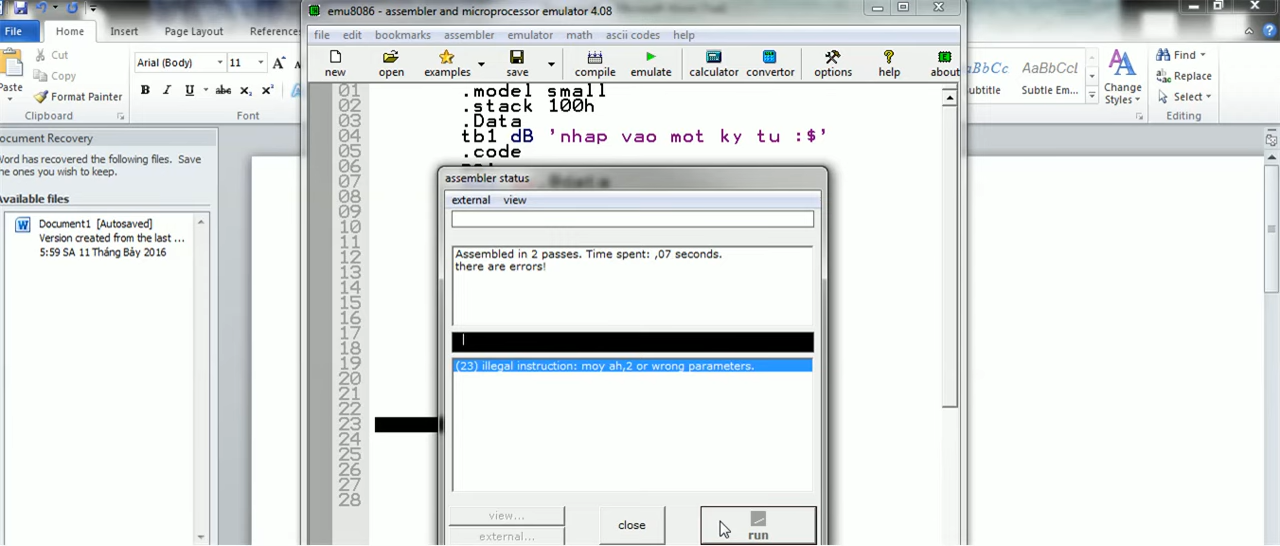 File
Home
Insert
Page Layout
References
Cut
Copy
Paste
Format Painter
Clipboard
Arial (Body)
11
A
B I U abc x₂ x²
Font
Subtitle
AaBbCcL
Subtle Em...
Change
Styles
Find
Replace
Select
Editing
Document Recovery
Word has recovered the following files. Save
the ones you wish to keep.
Available files
Document1 [Autosaved]
Version created from the last ...
5:59 SA 11 Tháng Bảy 2016
emu8086 - assembler and microprocessor emulator 4.08
file edit bookmarks assembler emulator math ascii codes help
new open examples save compile emulate calculator convertor options help about
01 .model small
02 .stack 100h
03 .Data
04 tb1 dB 'nhap vao mot ky tu :$'
05 .code
06
07
08
09
10
11
12
13
14
15
16
17
18
19
20
21
22
23
24
25
26
27
28
assembler status
external view
Assembled in 2 passes. Time spent: ,07 seconds.
there are errors!
(23) illegal instruction: moy ah,2 or wrong parameters.
view...
external...
close
run